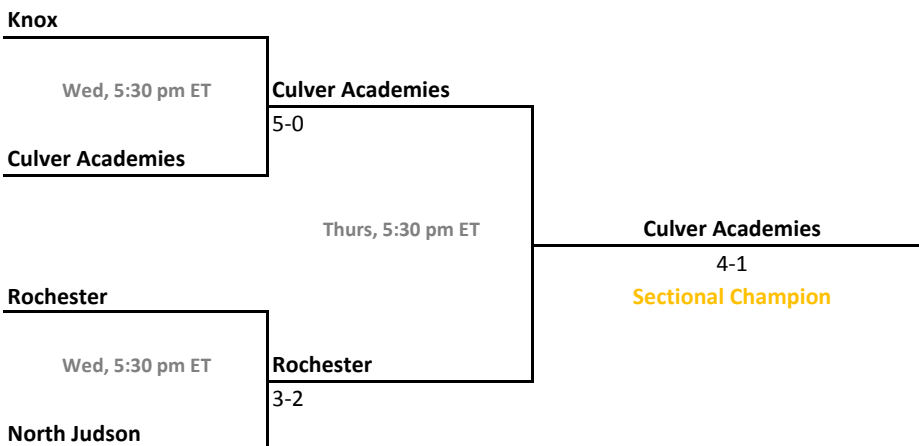 Knox
Wed, 5:30 pm ET
Culver Academies
5-0
Culver Academies
Thurs, 5:30 pm ET
Culver Academies
4-1
Sectional Champion
Rochester
Wed, 5:30 pm ET
Rochester
3-2
North Judson